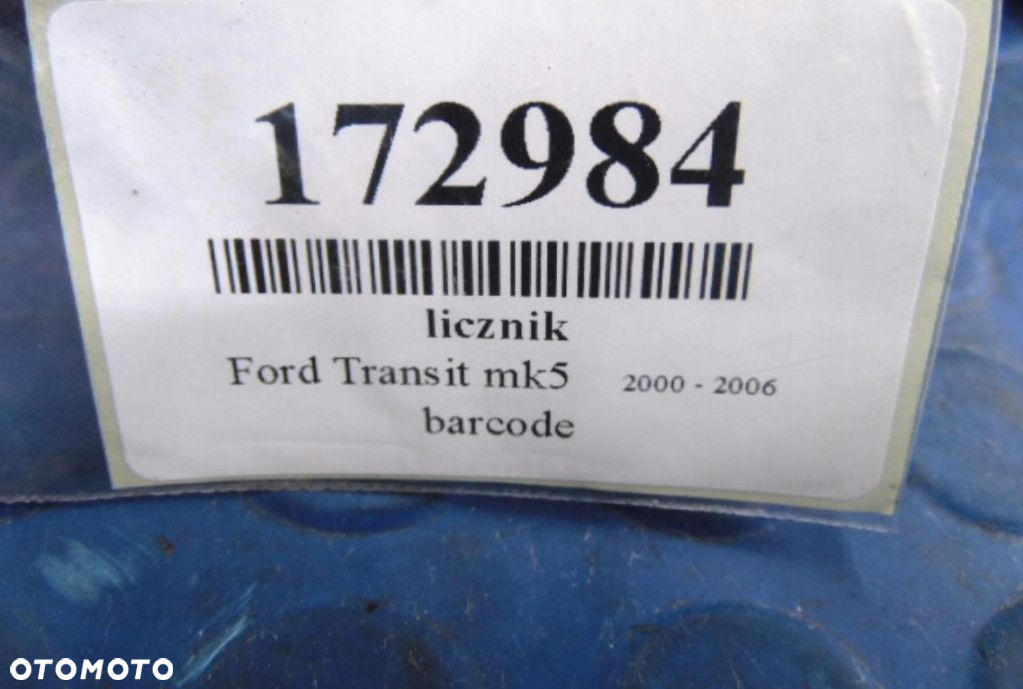 172984
licznik
Ford Transit mk5 2000 - 2006
barcode
OTOMOTO